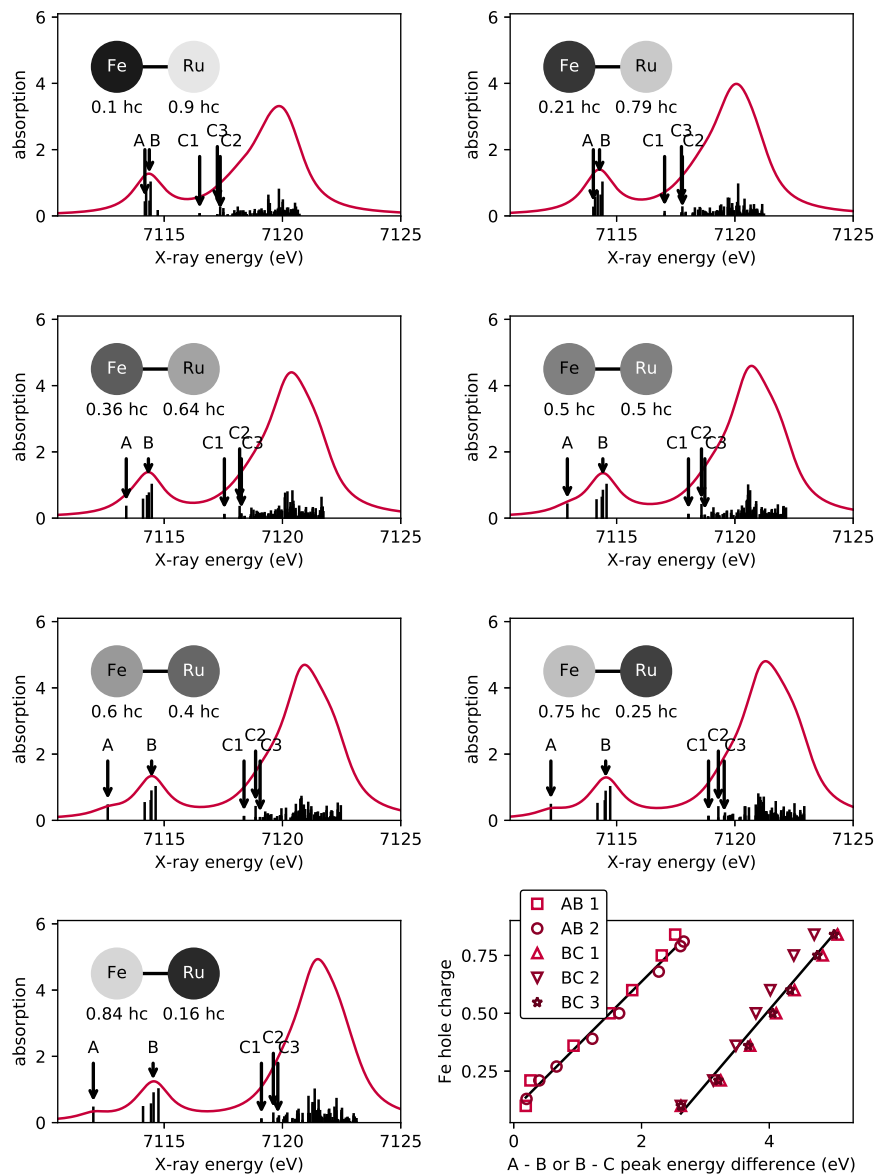 6
4
2
0
absorption
Fe
Ru
0.1 hc
0.9 hc
A
B
C1
C3
C2
7115
7120
7125
X-ray energy (eV)
6
4
2
0
absorption
Fe
Ru
0.21 hc
0.79 hc
A
B
C1
C3
C2
7115
7120
7125
X-ray energy (eV)
6
4
2
0
absorption
Fe
Ru
0.36 hc
0.64 hc
A
B
C1
C2
C3
7115
7120
7125
X-ray energy (eV)
6
4
2
0
absorption
Fe
Ru
0.5 hc
0.5 hc
A
B
C1
C2
C3
7115
7120
7125
X-ray energy (eV)
6
4
2
0
absorption
Fe
Ru
0.6 hc
0.4 hc
A
B
C1
C2
C3
7115
7120
7125
X-ray energy (eV)
6
4
2
0
absorption
Fe
Ru
0.75 hc
0.25 hc
A
B
C1
C2
C3
7115
7120
7125
X-ray energy (eV)
6
4
2
0
absorption
Fe
Ru
0.84 hc
0.16 hc
A
B
C1
C2
C3
7115
7120
7125
X-ray energy (eV)
AB 1
AB 2
BC 1
BC 2
BC 3
0.75
0.50
0.25
Fe hole charge
0
2
4
A - B or B - C peak energy difference (eV)